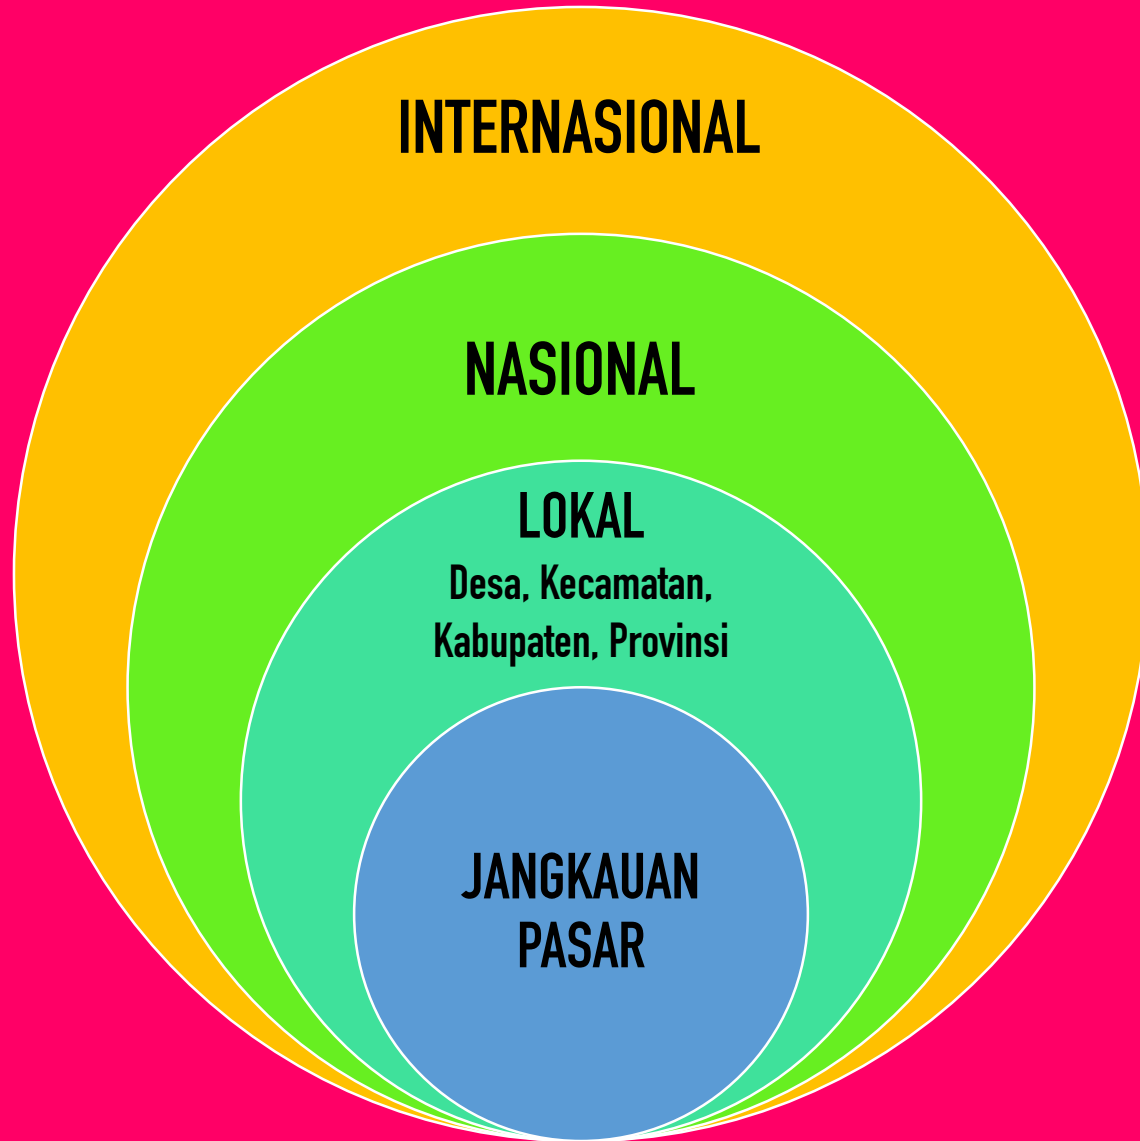 INTERNASIONAL
NASIONAL
LOKAL
Desa, Kecamatan,
Kabupaten, Provinsi
JANGKAUAN
PASAR